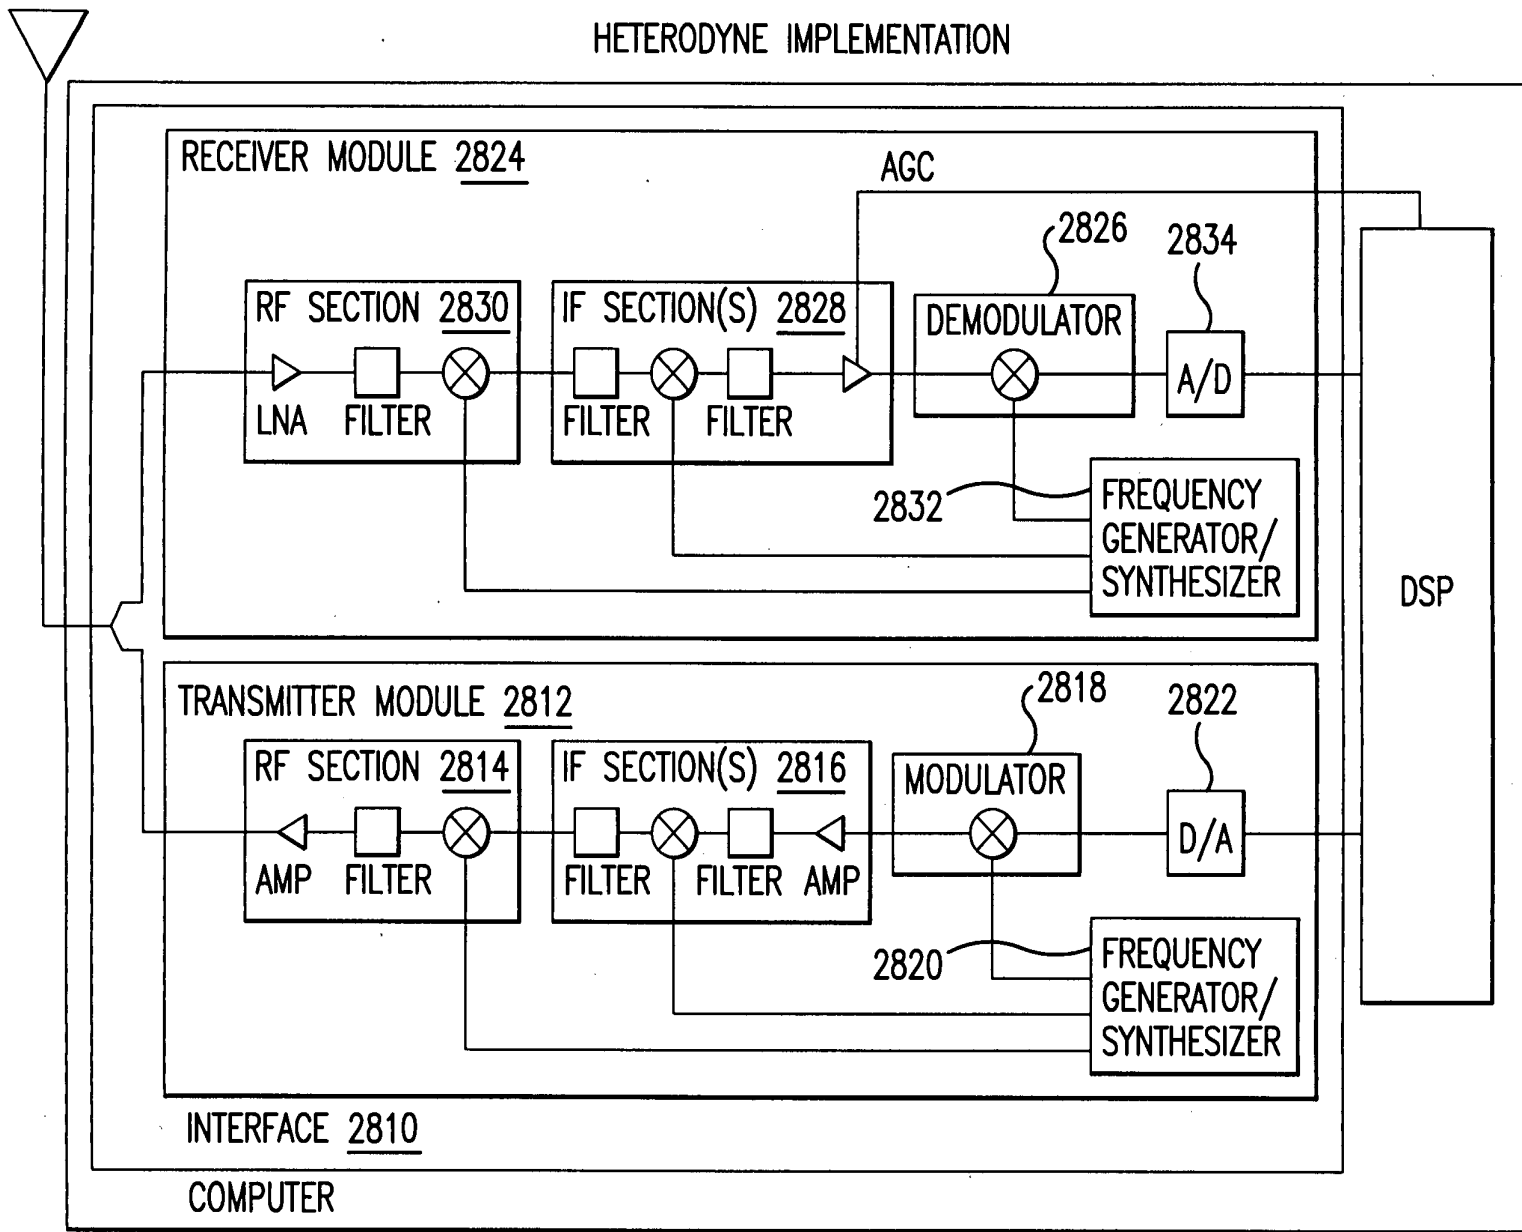 HETERODYNE IMPLEMENTATION
RECEIVER MODULE 2824
AGC
2826
2834
RF SECTION 2830
IF SECTION(S) 2828
DEMODULATOR
A/D
LNA
FILTER
FILTER
FILTER
2832
FREQUENCY
GENERATOR/
SYNTHESIZER
DSP
TRANSMITTER MODULE 2812
2818
2822
RF SECTION 2814
IF SECTION(S) 2816
MODULATOR
D/A
AMP
FILTER
FILTER
FILTER
AMP
2820
FREQUENCY
GENERATOR/
SYNTHESIZER
INTERFACE 2810
COMPUTER